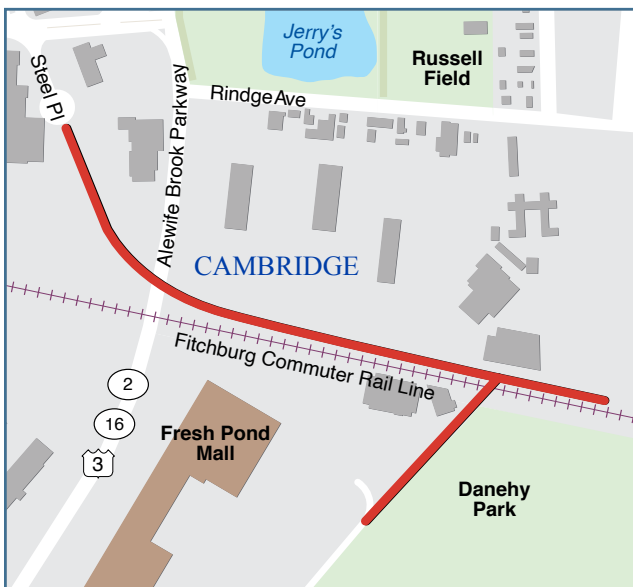 Jerry's
Pond
Russell
Field
Steel Pl
Rindge Ave
Alewife Brook Parkway
CAMBRIDGE
Fitchburg Commuter Rail Line
2
16
3
Fresh Pond
Mall
Danehy
Park